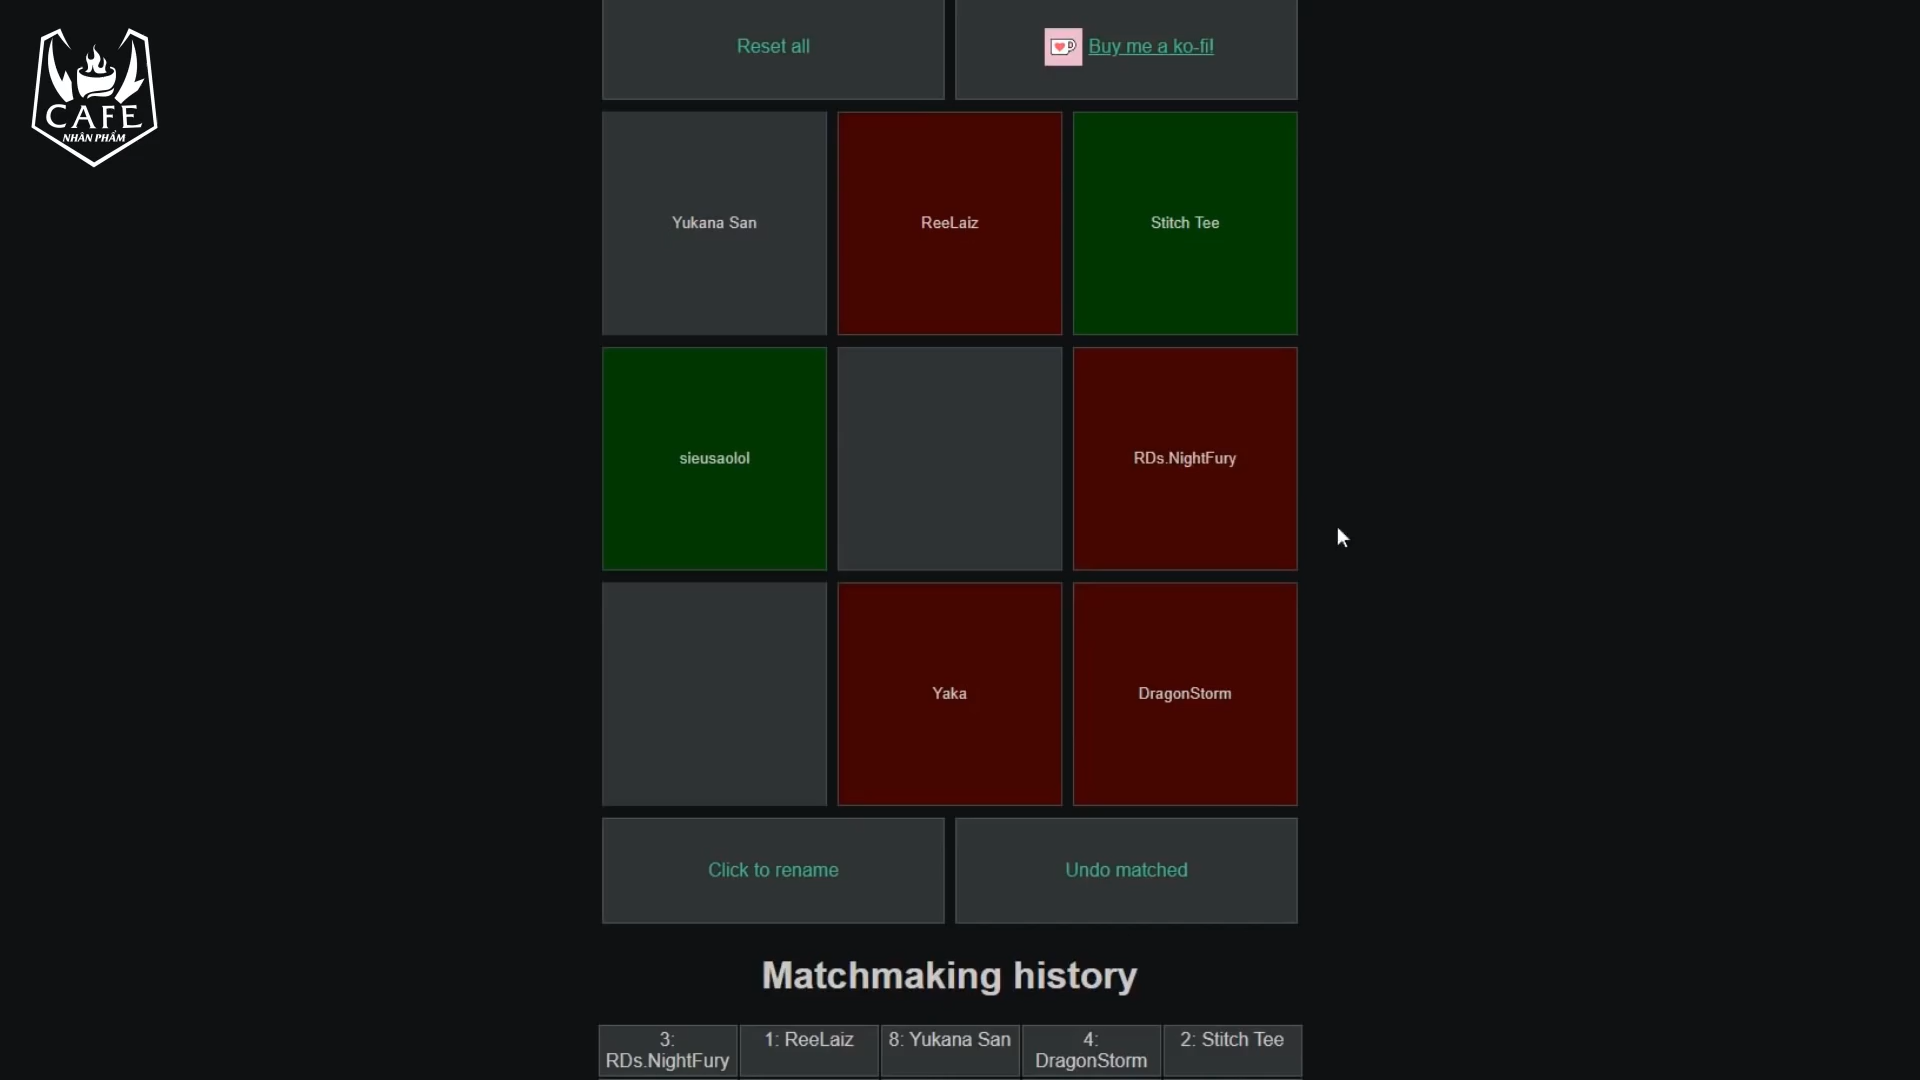 CAFE
NHÂN PHẨM
Reset all
Buy me a ko-fi!
Yukana San
ReeLaiz
Stitch Tee
sieusaolol
RDs.NightFury
Yaka
DragonStorm
Click to rename
Undo matched
Matchmaking history
3: RDs.NightFury
1: ReeLaiz
8: Yukana San
4: DragonStorm
2: Stitch Tee